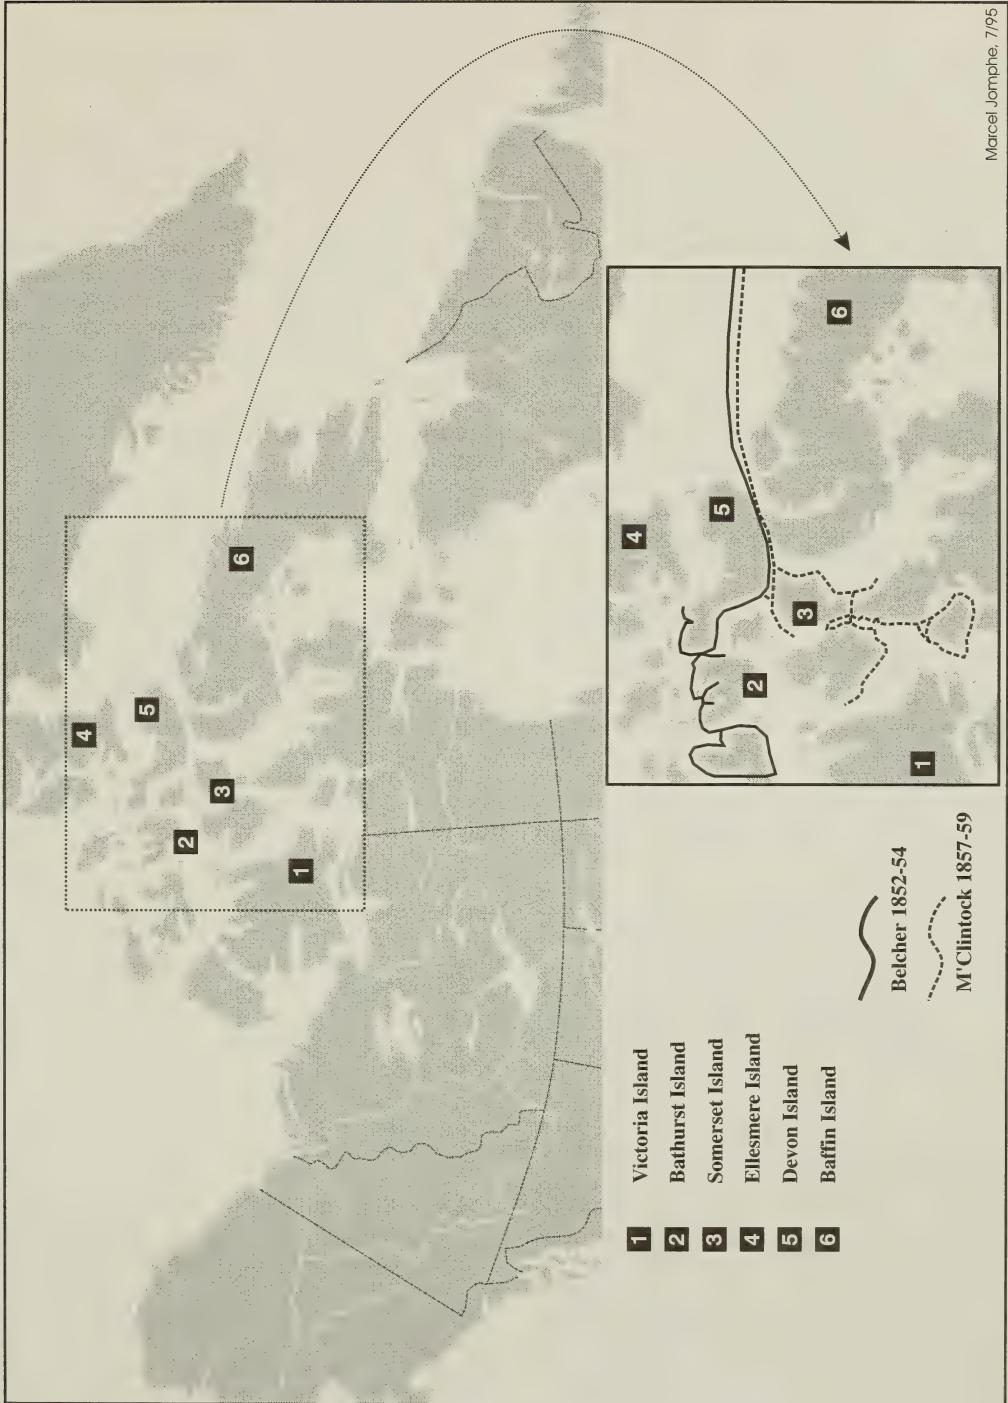 4
5
2
3
6
1
4
5
6
2
3
1
1 Victoria Island
2 Bathurst Island
3 Somerset Island
4 Ellesmere Island
5 Devon Island
6 Baffin Island
Belcher 1852-54
M'Clintock 1857-59
Marcel Jomphe, 7/95